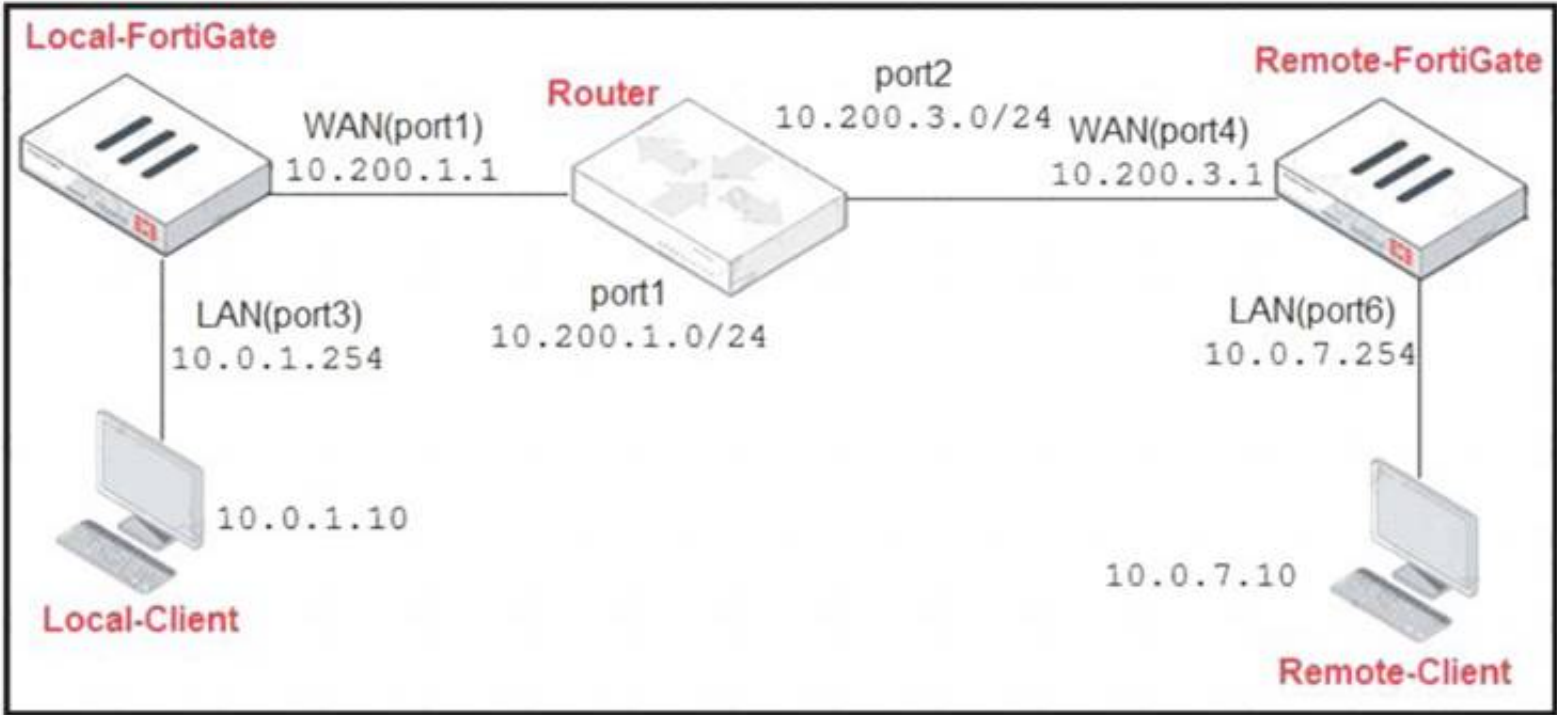 Local-FortiGate
WAN(port1)
10.200.1.1
Router
port2
10.200.3.0/24
WAN(port4)
10.200.3.1
Remote-FortiGate
LAN(port3)
10.0.1.254
port1
10.200.1.0/24
LAN(port6)
10.0.7.254
10.0.1.10
Local-Client
10.0.7.10
Remote-Client